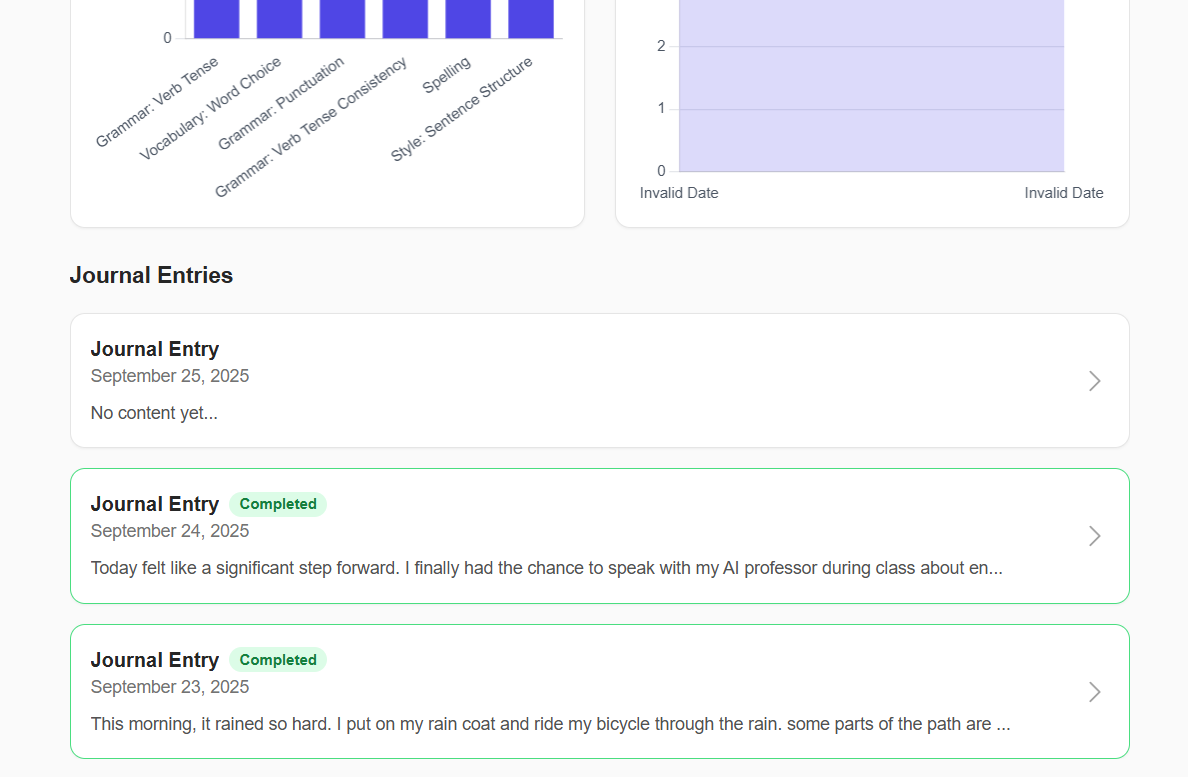 0
Grammar: Verb Tense
Vocabulary: Word Choice
Grammar: Punctuation
Grammar: Verb Tense Consistency
Spelling
Style: Sentence Structure
2
1
0
Invalid Date
Invalid Date
Journal Entries
Journal Entry
September 25, 2025
No content yet...
Journal Entry Completed
September 24, 2025
Today felt like a significant step forward. I finally had the chance to speak with my AI professor during class about en...
Journal Entry Completed
September 23, 2025
This morning, it rained so hard. I put on my rain coat and ride my bicycle through the rain. some parts of the path are ...